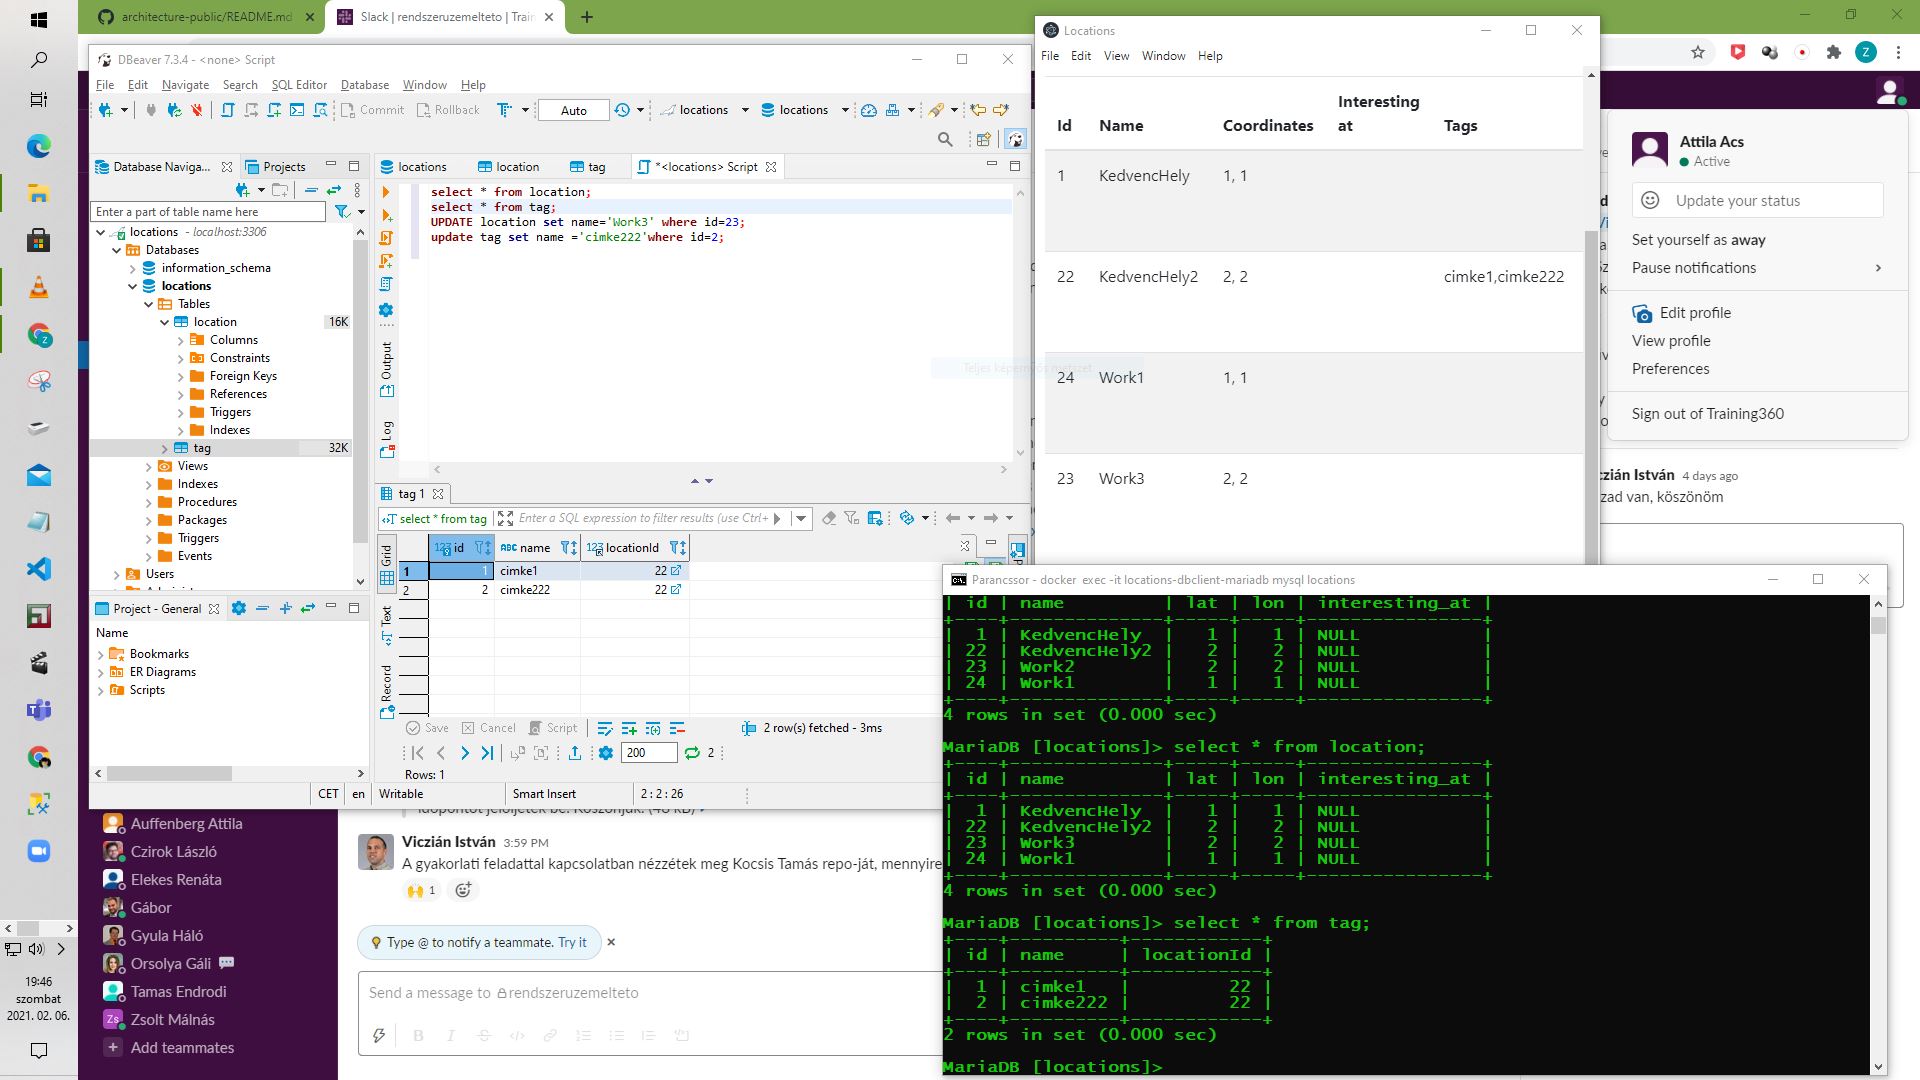 architecture-public/README.md
Slack | rendszeruzemelteto | Train
DBeaver 7.3.4 - <none> Script
File Edit Navigate Search SQL Editor Database Window Help
Commit Rollback Auto locations locations
Database Naviga... Projects
Enter a part of table name here
locations - localhost:3306
Databases
information_schema
locations
Tables
location 16K
Columns
Constraints
Foreign Keys
References
Triggers
Indexes
tag 32K
Views
Indexes
Procedures
Packages
Triggers
Events
Users
Project - General
Name
Bookmarks
ER Diagrams
Scripts
locations location tag *<locations> Script
select * from location;
select * from tag;
UPDATE location set name='Work3' where id=23;
update tag set name ='cimke222'where id=2;
Output
Log
Teljes képernyős metszet
tag 1
select * from tag Enter a SQL expression to filter results (use Ctrl+
Grid
Text
Record
id name locationId
1 1 cimke1 22
2 2 cimke222 22
Save Cancel Script 2 row(s) fetched - 3ms
200 2
Rows: 1
CET en Writable Smart Insert 2 : 2 : 26
Locations
File Edit View Window Help
Id Name Coordinates Interesting at Tags
1 KedvencHely 1, 1
22 KedvencHely2 2, 2 cimke1,cimke222
24 Work1 1, 1
23 Work3 2, 2
Attila Acs
Active
Update your status
Set yourself as away
Pause notifications
Edit profile
View profile
Preferences
Sign out of Training360
czián István 4 days ago
zad van, köszönöm
Parancssor - docker exec -it locations-dbclient-mariadb mysql locations
| id | name | lat | lon | interesting_at |
| 1 | KedvencHely | 1 | 1 | NULL |
| 22 | KedvencHely2 | 2 | 2 | NULL |
| 23 | Work2 | 2 | 2 | NULL |
| 24 | Work1 | 1 | 1 | NULL |
4 rows in set (0.000 sec)
MariaDB [locations]> select * from location;
| id | name | lat | lon | interesting_at |
| 1 | KedvencHely | 1 | 1 | NULL |
| 22 | KedvencHely2 | 2 | 2 | NULL |
| 23 | Work3 | 2 | 2 | NULL |
| 24 | Work1 | 1 | 1 | NULL |
4 rows in set (0.000 sec)
MariaDB [locations]> select * from tag;
| id | name | locationId |
| 1 | cimke1 | 22 |
| 2 | cimke222 | 22 |
2 rows in set (0.000 sec)
MariaDB [locations]>
Auffenberg Attila
Czirok László
Elekes Renáta
Gábor
Gyula Háló
Orsolya Gáli
Tamas Endrodi
Zs Zsolt Málnás
Add teammates
időpontot jelöljetek be. Köszönjük. (46 kB)
Viczián István 3:59 PM
A gyakorlati feladattal kapcsolatban nézzétek meg Kocsis Tamás repo-ját, mennyire
1
Type @ to notify a teammate. Try it
Send a message to rendszeruzemelteto
19:46
szombat
2021. 02. 06.